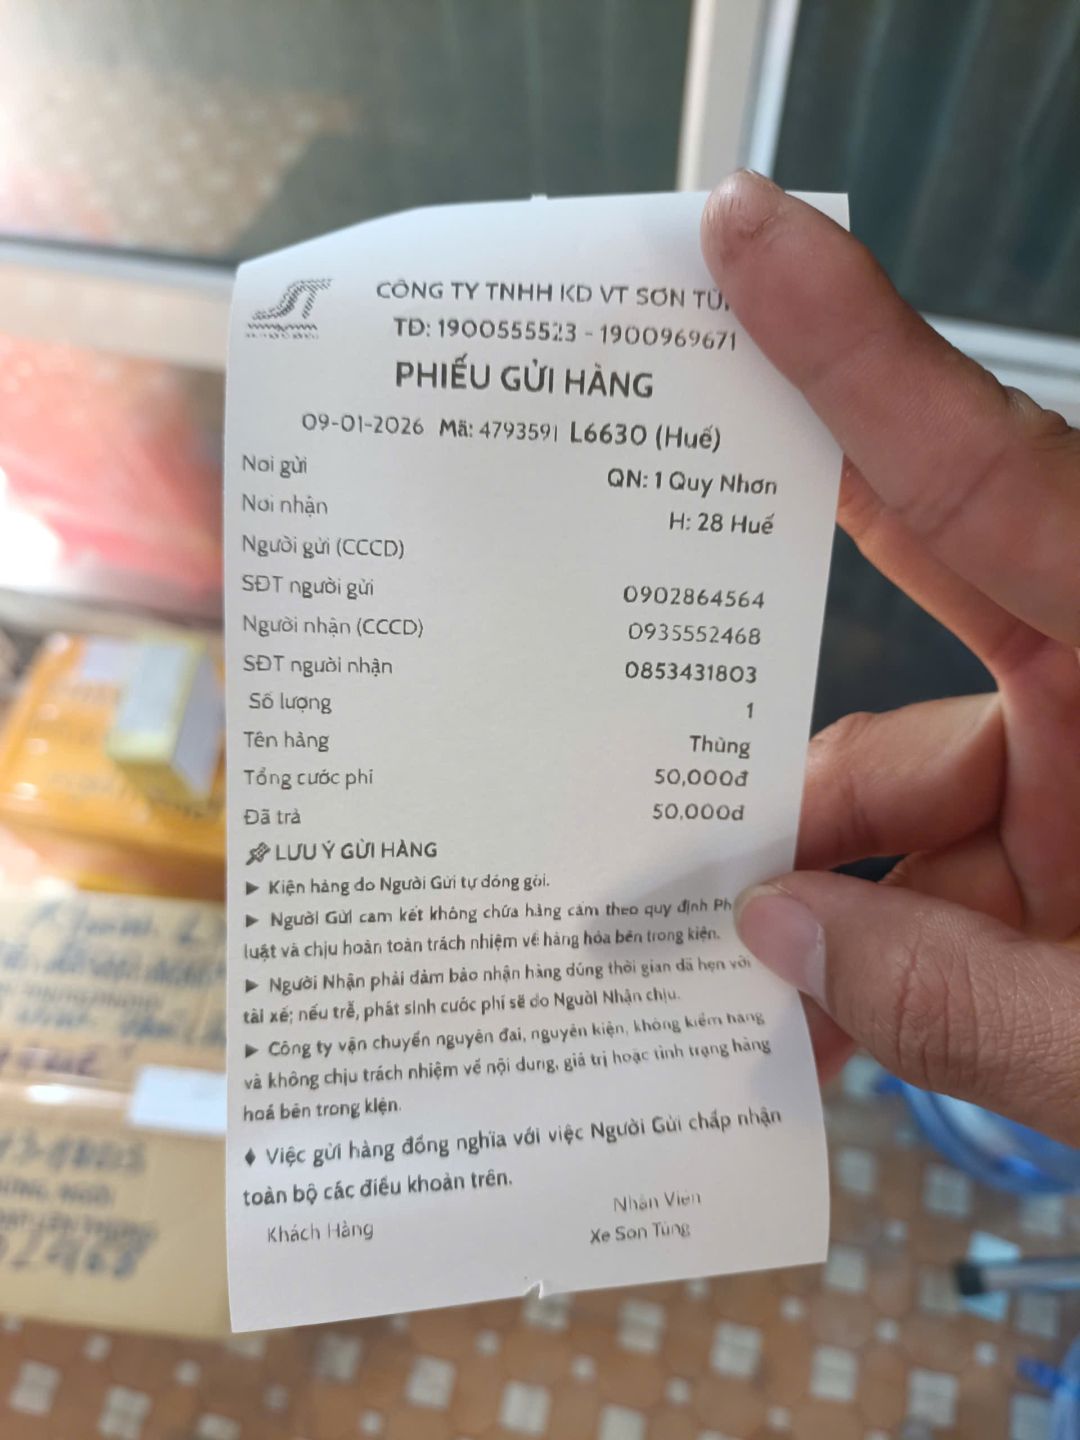 CÔNG TY TNHH KD VT SƠN
TĐ: 1900555523 - 1900969671
PHIẾU GỬI HÀNG
09-01-2026 Mã: 4793591 L6630 (Huế)
Nơi gửi QN: 1 Quy Nhơn
Nơi nhận H: 28 Huế
Người gửi (CCCD)
SĐT người gửi 0902864564
Người nhận (CCCD) 0935552468
SĐT người nhận 0853431803
Số lượng 1
Tên hàng Thùng
Tổng cước phí 50,000đ
Đã trả 50.000đ
LƯU Ý GỬI HÀNG
► Kiện hàng do Người Gửi tự đóng gói.
► Người Gửi cam kết không chứa hàng cấm theo quy định
luật và chịu hoàn toàn trách nhiệm về hàng hóa bên trong kiện.
► Người Nhận phải đảm bảo nhận hàng đúng thời gian đã hẹn với
tài xế; nếu trễ, phát sinh cước phí sẽ do Người Nhận chịu.
► Công ty vận chuyển nguyên đai, nguyên kiện, không kiểm hàng
và không chịu trách nhiệm về nội dung, giá trị hoặc tình trạng hàng
hoá bên trong kiện.
♦ Việc gửi hàng đồng nghĩa với việc Người Gửi chấp nhận
toàn bộ các điều khoản trên.
Khách Hàng Nhân Viên
Xe Sơn Tùng